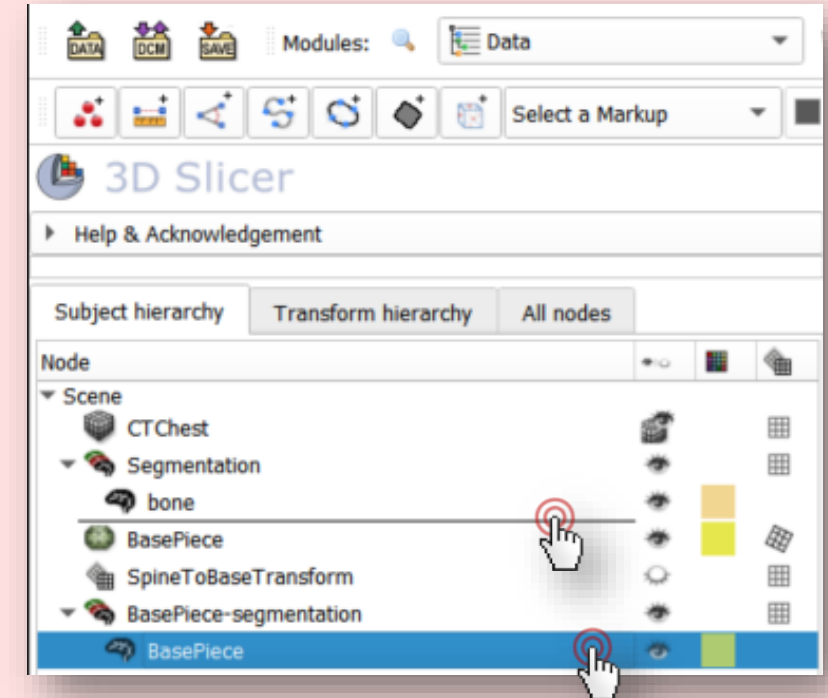 DATA DCM SAVE Modules: Data
Select a Markup
3D Slicer
Help & Acknowledgement
Subject hierarchy Transform hierarchy All nodes
Node
Scene
CTChest
Segmentation
bone
BasePiece
SpineToBaseTransform
BasePiece-segmentation
BasePiece